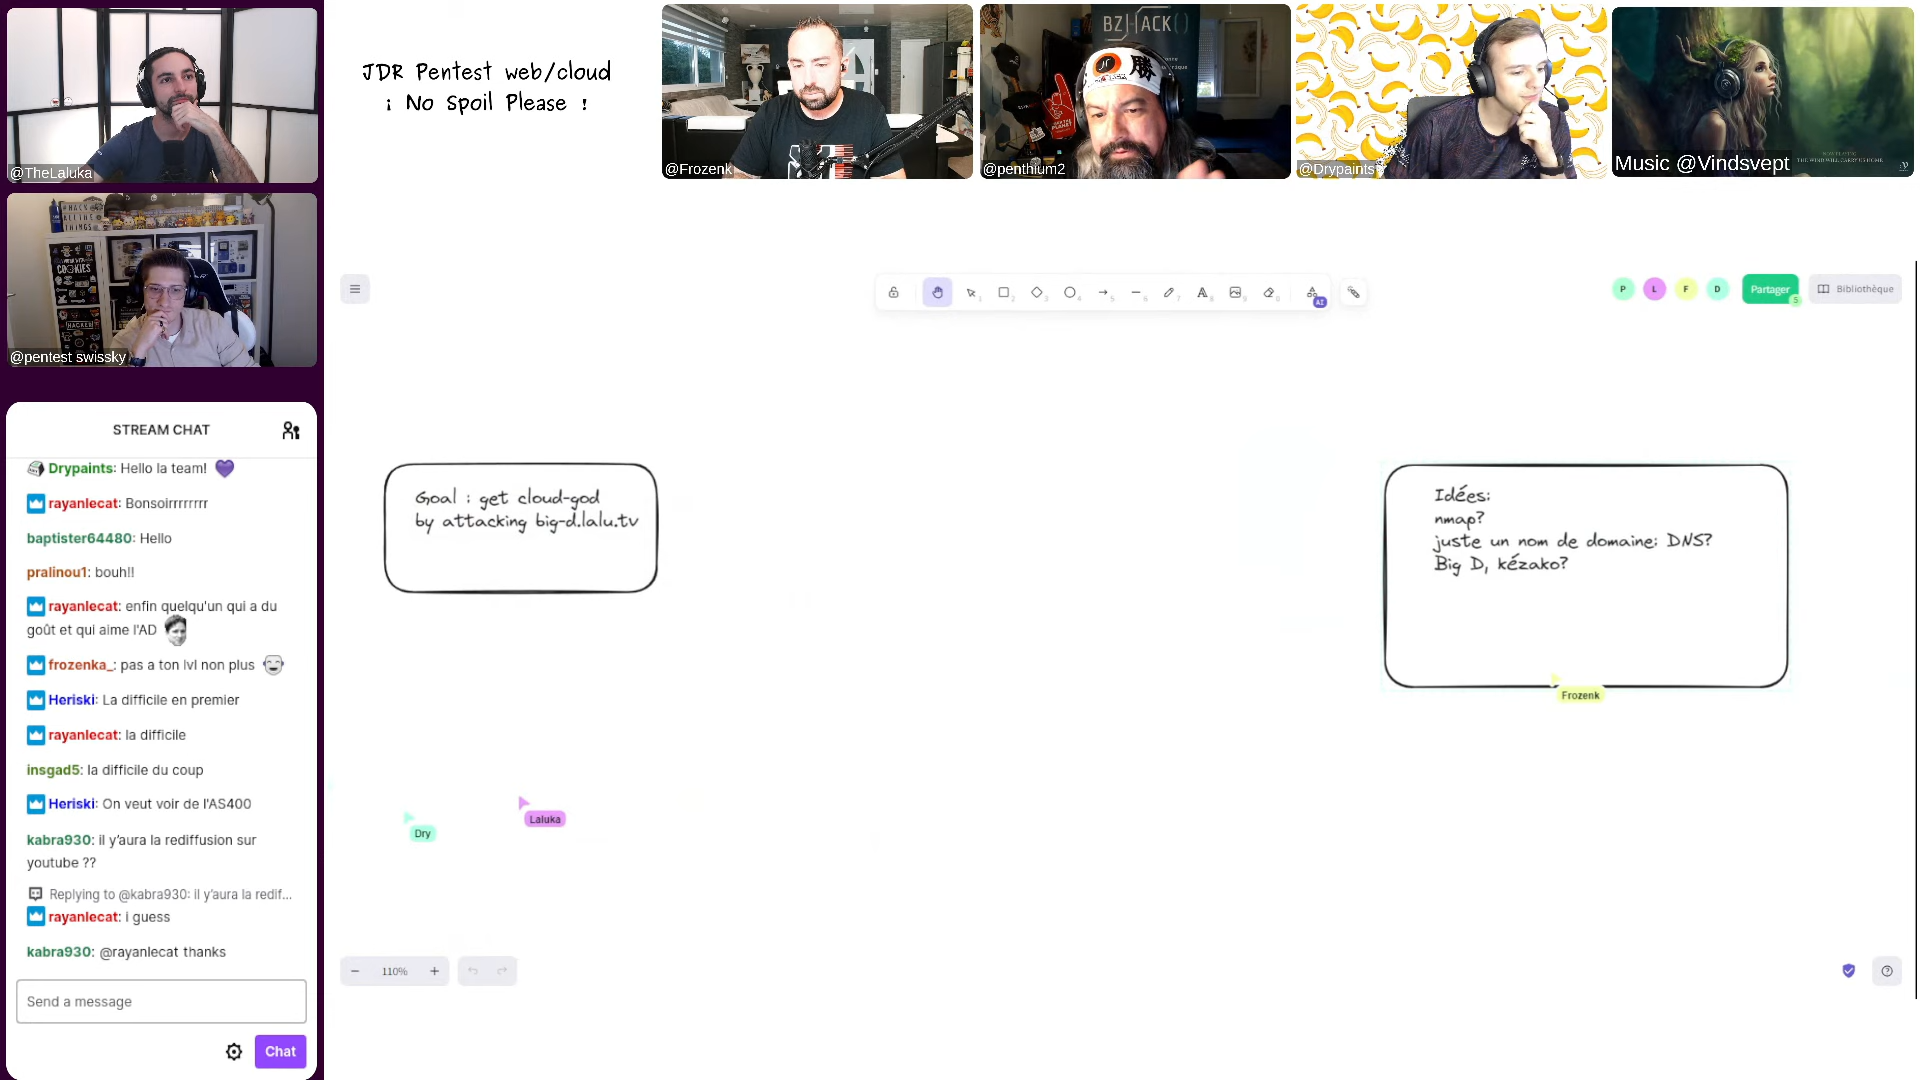 @TheLaluka
@pentest swissky
JDR Pentest web/cloud
¡ No Spoil Please !
@Frozenk
BZHACK()
@penthium2
@Drypaints
Music @Vindsvept
COOKIES
Partager
5
Bibliothèque
P
L
F
D
AI
STREAM CHAT
Drypaints: Hello la team!
rayanlecat: Bonsoirrrrrrrr
baptister64480: Hello
pralinou1: bouh!!
rayanlecat: enfin quelqu'un qui a du
goût et qui aime l'AD
frozenka_: pas a ton lvl non plus
Heriski: La difficile en premier
rayanlecat: la difficile
insgad5: la difficile du coup
Heriski: On veut voir de l'AS400
kabra930: il y'aura la rediffusion sur
youtube ??
Replying to @kabra930: il y'aura la redif...
rayanlecat: i guess
kabra930: @rayanlecat thanks
Send a message
Chat
Goal : get cloud-god
by attacking big-d.lalu.tv
Idées:
nmap?
juste un nom de domaine: DNS?
Big D, kézako?
Frozenk
Dry
Laluka
110%